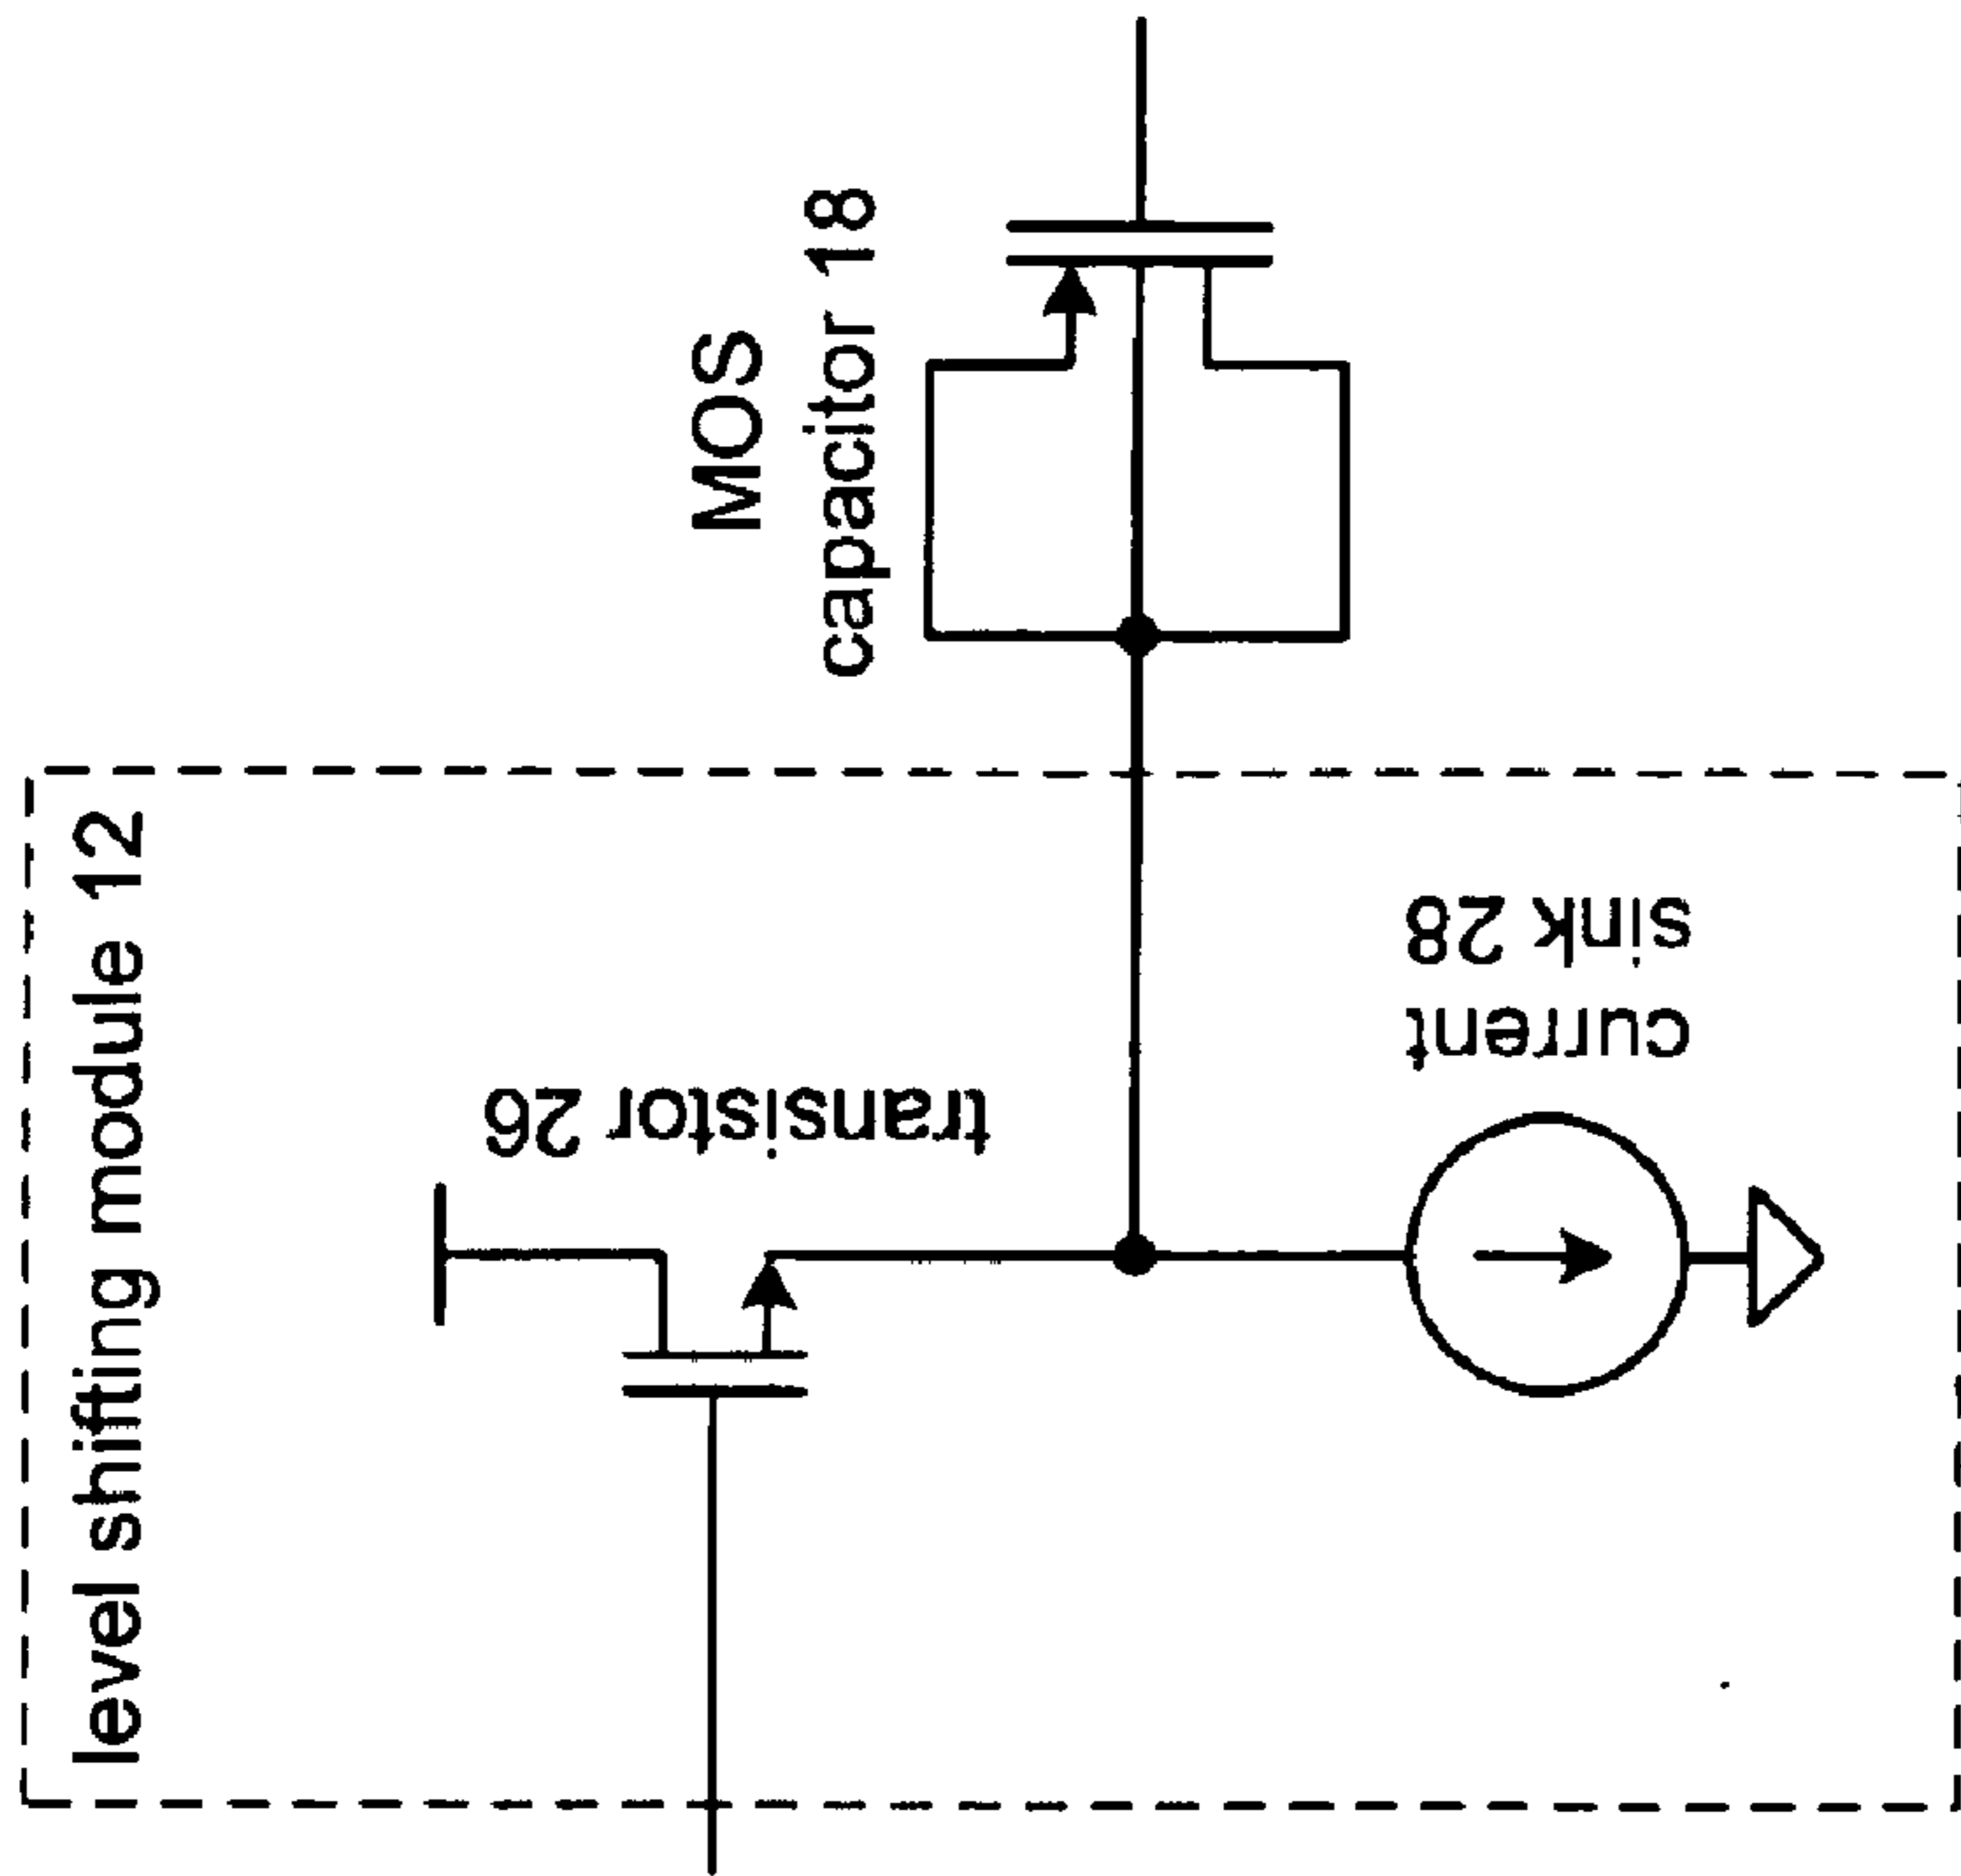 level shifting module 12
transistor 26
current
sink 28
MOS
capacitor 18